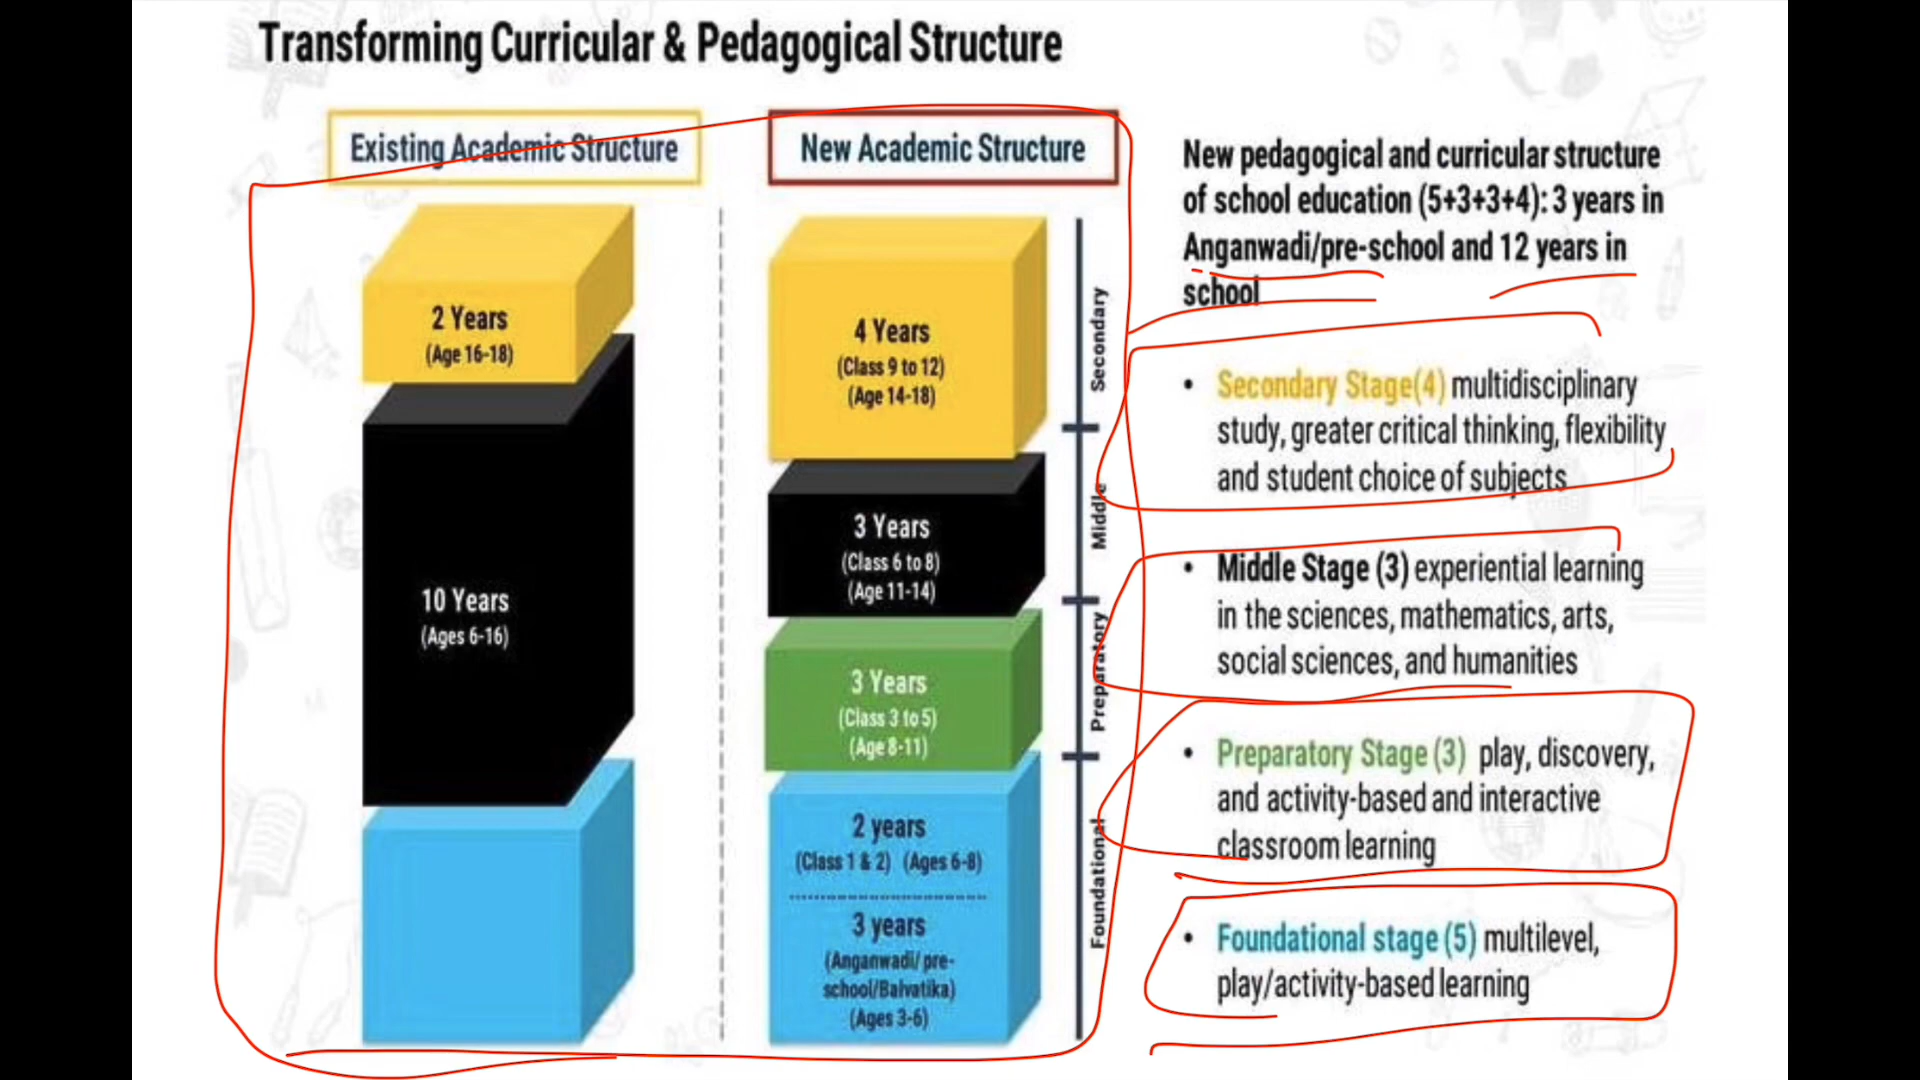 Transforming Curricular & Pedagogical Structure
Existing Academic Structure
2 Years
(Age 16-18)
10 Years
(Ages 6-16)
New Academic Structure
4 Years
(Class 9 to 12)
(Age 14-18)
3 Years
(Class 6 to 8)
(Age 11-14)
3 Years
(Class 3 to 5)
(Age 8-11)
2 years
(Class 1 & 2) (Ages 6-8)
3 years
(Anganwadi/ pre-
school/Balvatika)
(Ages 3-6)
Secondary
Middle
Preparatory
Foundational
New pedagogical and curricular structure
of school education (5+3+3+4): 3 years in
Anganwadi/pre-school and 12 years in
school
• Secondary Stage(4) multidisciplinary
study, greater critical thinking, flexibility
and student choice of subjects
• Middle Stage (3) experiential learning
in the sciences, mathematics, arts,
social sciences, and humanities
• Preparatory Stage (3) play, discovery,
and activity-based and interactive
classroom learning
• Foundational stage (5) multilevel,
play/activity-based learning